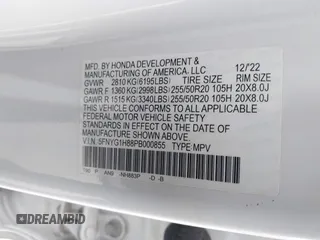 MFD. BY HONDA DEVELOPMENT &
MANUFACTURING OF AMERICA, LLC 12/'22
GVWR 2810 KG(6195LBS) TIRE SIZE RIM SIZE
GAWR F 1360 KG(2998LBS) 255/50R20 105H 20X8.0J
GAWR R 1515 KG(3340LBS) 255/50R20 105H 20X8.0J
THIS VEHICLE CONFORMS TO ALL APPLICABLE
FEDERAL MOTOR VEHICLE SAFETY
STANDARDS IN EFFECT ON THE DATE OF
MANUFACTURE SHOWN ABOVE.
V.I.N. 5FNYG1H88PB000855 TYPE:MPV
NH883P -D -B
AUTOHELPERBOT.COM